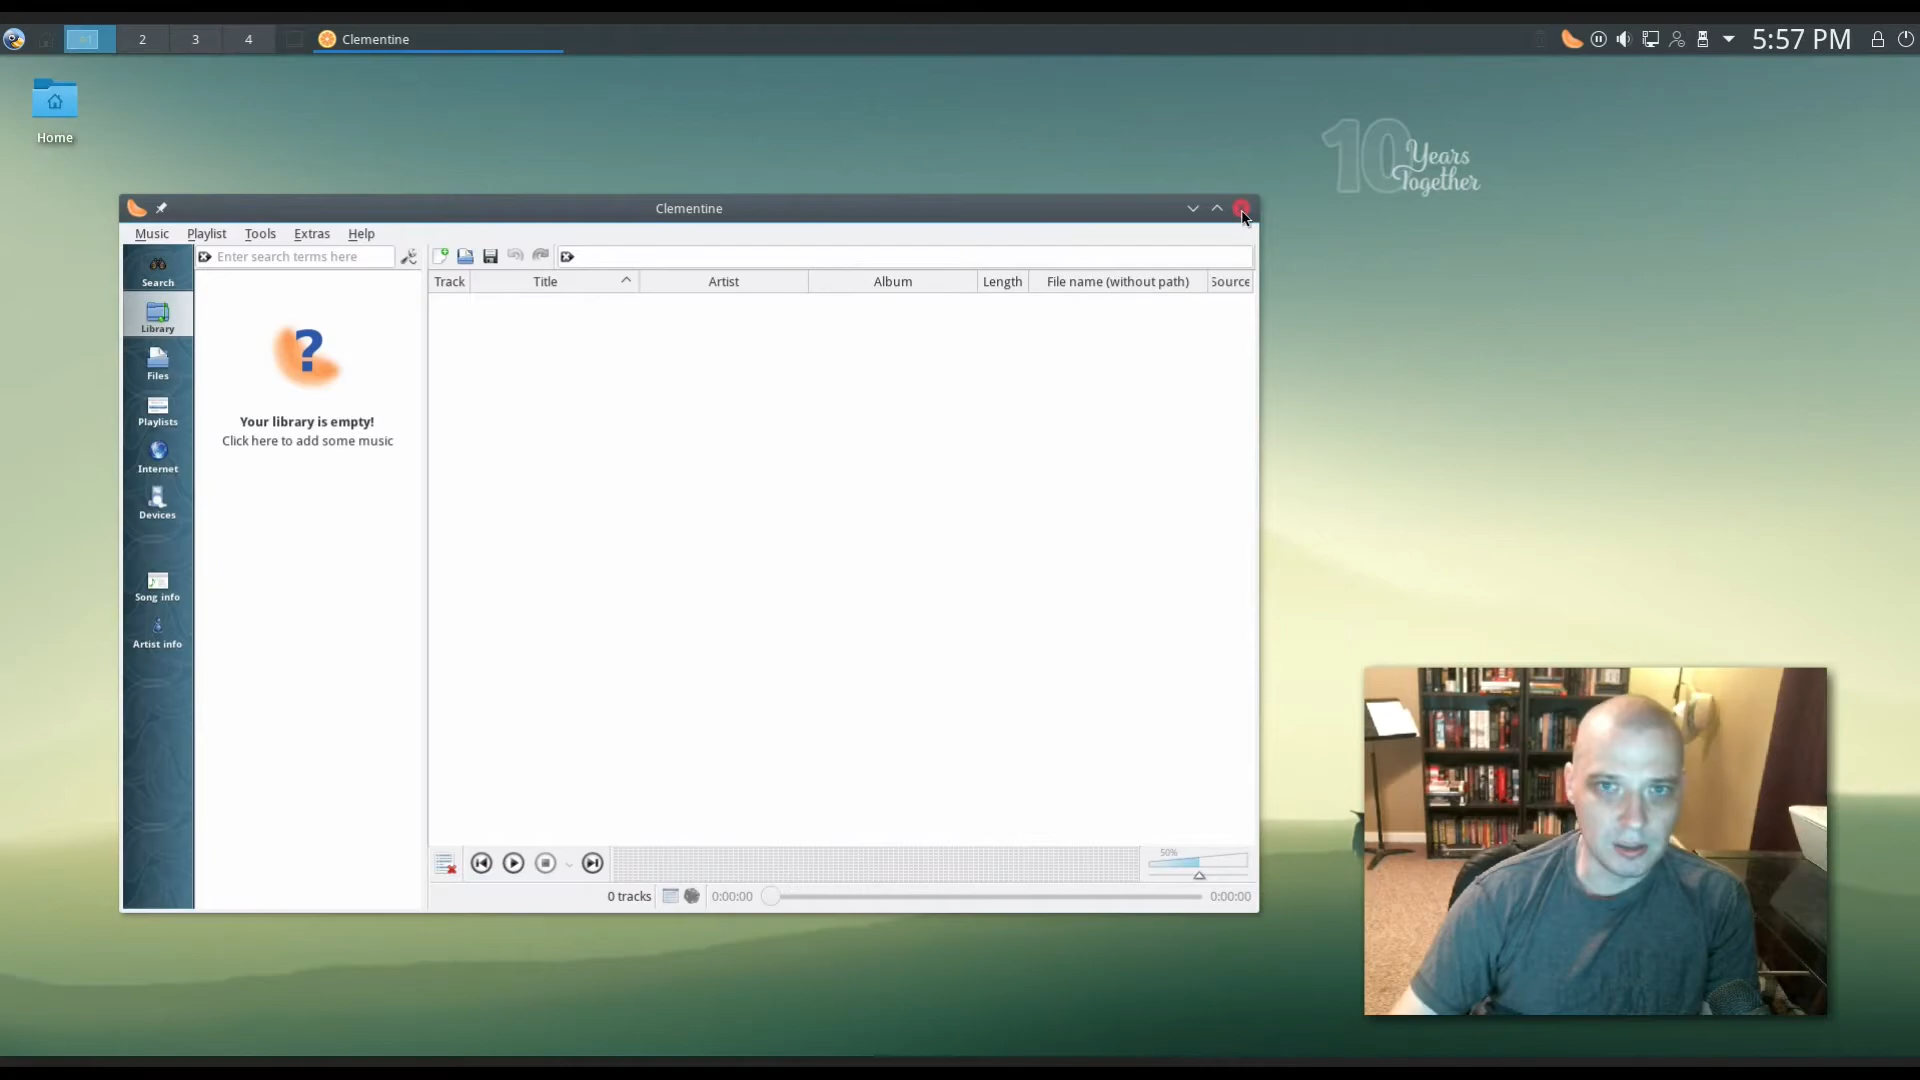 2
3
4
Clementine
5:57 PM
Home
10 Years Together
Clementine
Music Playlist Tools Extras Help
Search
Enter search terms here
Track Title Artist Album Length File name (without path) Source
Library
Files
Playlists
Your library is empty!
Click here to add some music
Internet
Devices
Song info
Artist info
50%
0 tracks
0:00:00
0:00:00